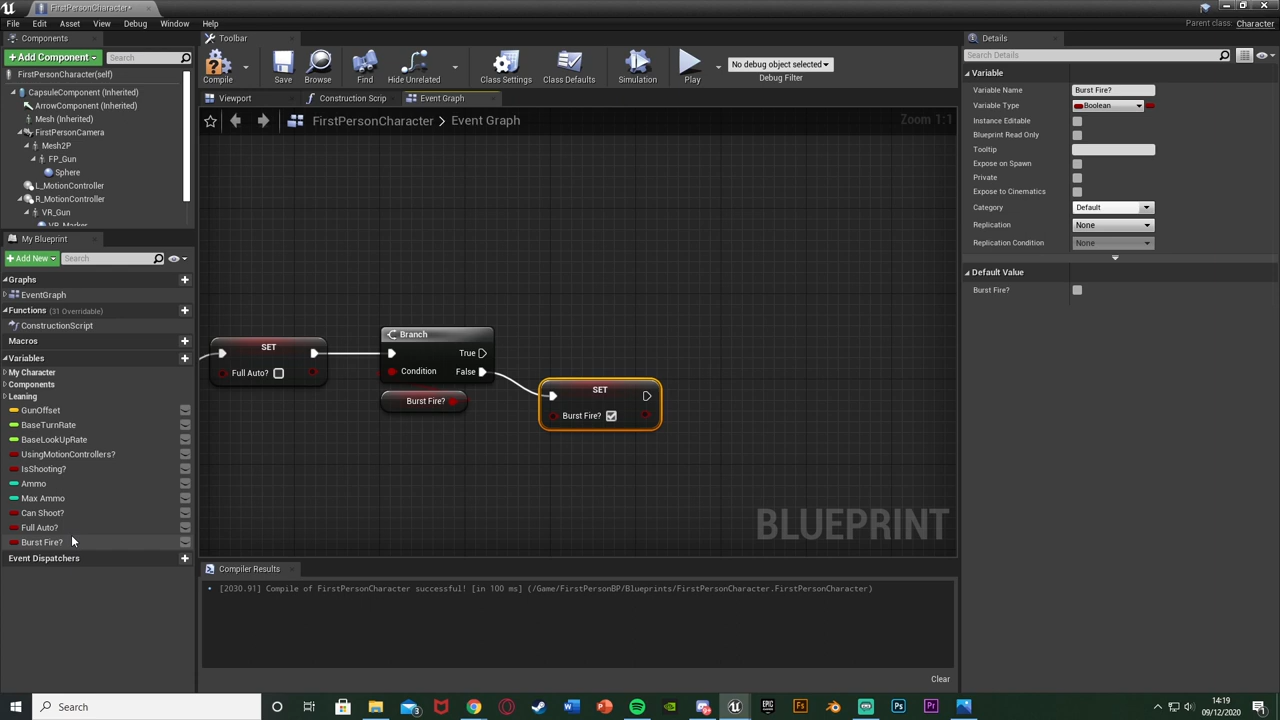 FirstPersonCharacter*
File Edit Asset View Debug Window Help
Parent class: Character
Components
Toolbar
Details
Add Component
Search
Search Details
FirstPersonCharacter(self)
Compile
Save
Browse
Find
Hide Unrelated
Class Settings
Class Defaults
Simulation
Play
No debug object selected
Debug Filter
Variable
CapsuleComponent (Inherited)
ArrowComponent (Inherited)
Mesh (Inherited)
FirstPersonCamera
Mesh2P
FP_Gun
Sphere
L_MotionController
R_MotionController
VR_Gun
VR_Marker
Viewport
Construction Scrip
Event Graph
FirstPersonCharacter > Event Graph
Zoom 1:1
Variable Name Burst Fire?
Variable Type Boolean
Instance Editable
Blueprint Read Only
Tooltip
Expose on Spawn
Private
Expose to Cinematics
Category Default
Replication None
Replication Condition None
Default Value
Burst Fire?
My Blueprint
Add New
Search
Graphs
EventGraph
Functions (31 Overridable)
ConstructionScript
Macros
Variables
My Character
Components
Leaning
GunOffset
BaseTurnRate
BaseLookUpRate
UsingMotionControllers?
IsShooting?
Ammo
Max Ammo
Can Shoot?
Full Auto?
Burst Fire?
Event Dispatchers
SET
Full Auto?
Branch
True
Condition False
Burst Fire?
SET
Burst Fire?
BLUEPRINT
Compiler Results
[2030.91] Compile of FirstPersonCharacter successful! [in 100 ms] (/Game/FirstPersonBP/Blueprints/FirstPersonCharacter.FirstPersonCharacter)
Clear
Search
14:19
09/12/2020